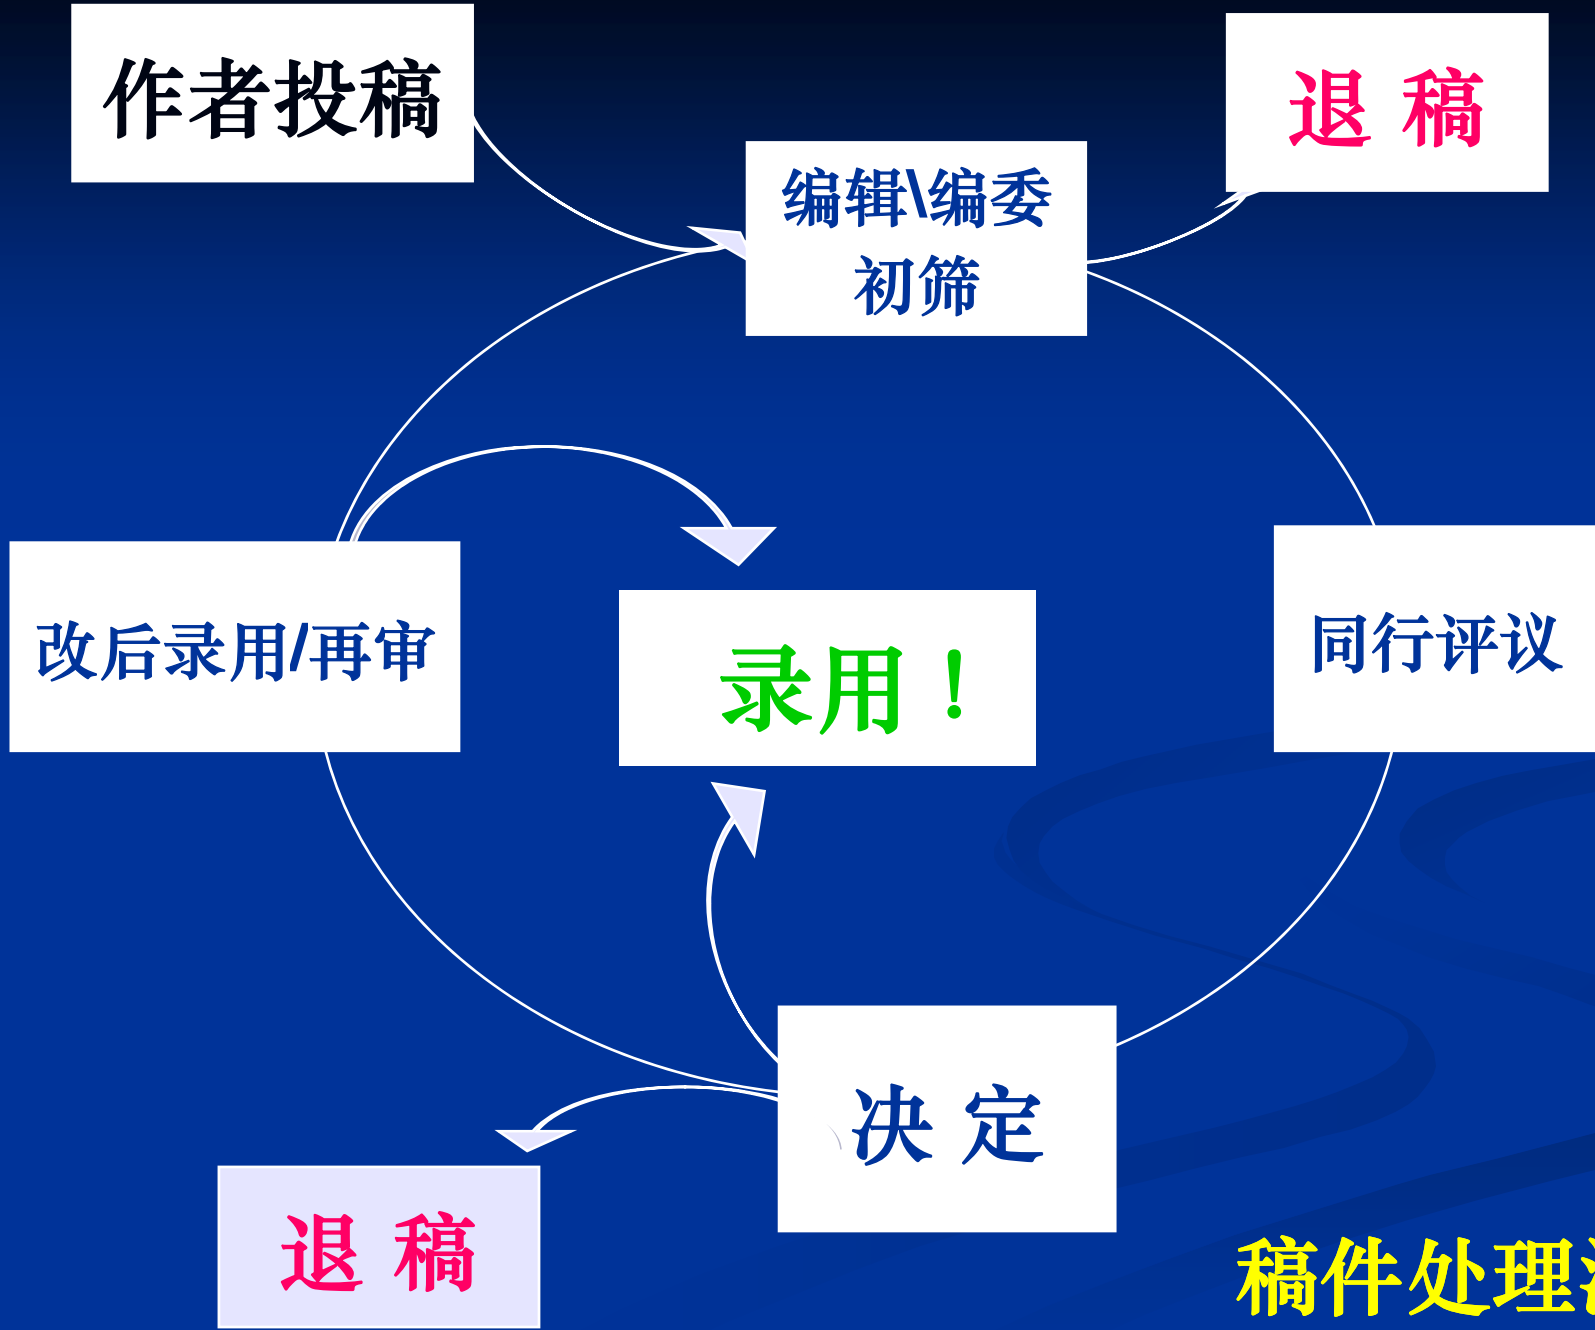 作者投稿
退 稿
编辑\编委
初筛
改后录用/再审
录用！
同行评议
决 定
退 稿
稿件处理